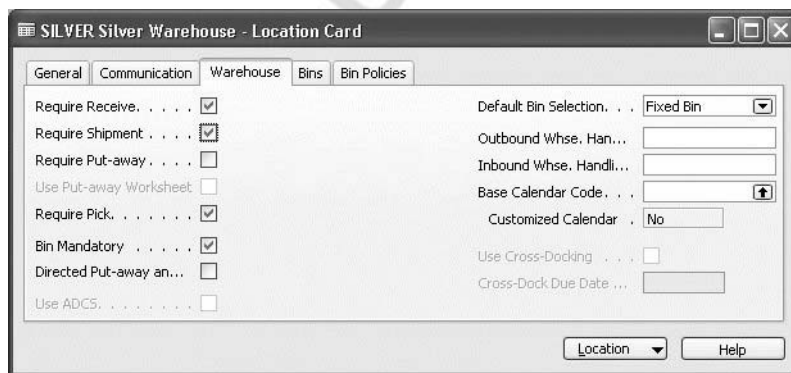 SILVER Silver Warehouse - Location Card
General Communication Warehouse Bins Bin Policies
Require Receive. . . . .
Require Shipment . . . .
Require Put-away . . . .
Use Put-away Worksheet
Require Pick. . . . . . .
Bin Mandatory . . . . .
Directed Put-away an...
Use ADCS. . . . . . . .
Default Bin Selection. . . Fixed Bin
Outbound Whse. Han...
Inbound Whse. Handli...
Base Calendar Code. . .
Customized Calendar . No
Use Cross-Docking . . .
Cross-Dock Due Date ...
Location Help